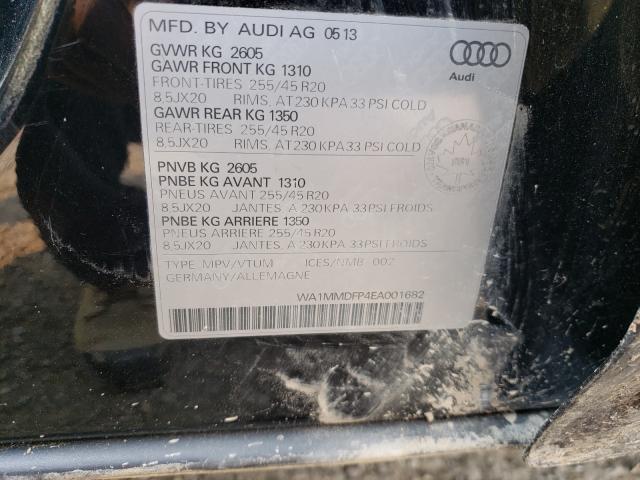 MFD. BY AUDI AG 05 13
GVWR KG 2605
GAWR FRONT KG 1310
FRONT-TIRES 255/45 R20
8,5JX20 RIMS, AT 230 KPA 33 PSI COLD
GAWR REAR KG 1350
REAR-TIRES 255/45 R20
8,5JX20 RIMS, AT 230 KPA 33 PSI COLD
Audi
PNVB KG 2605
PNBE KG AVANT 1310
PNEUS AVANT 255/45 R20
8,5JX20 JANTES. A 230 KPA 33 PSI FROIDS
PNBE KG ARRIERE 1350
PNEUS ARRIERE 255/45 R20
8,5JX20 JANTES. A 230 KPA 33 PSI FROIDS
TYPE MPV/VTUM ICES/NMB-002
GERMANY/ALLEMAGNE
WA1MMDFP4EA001682